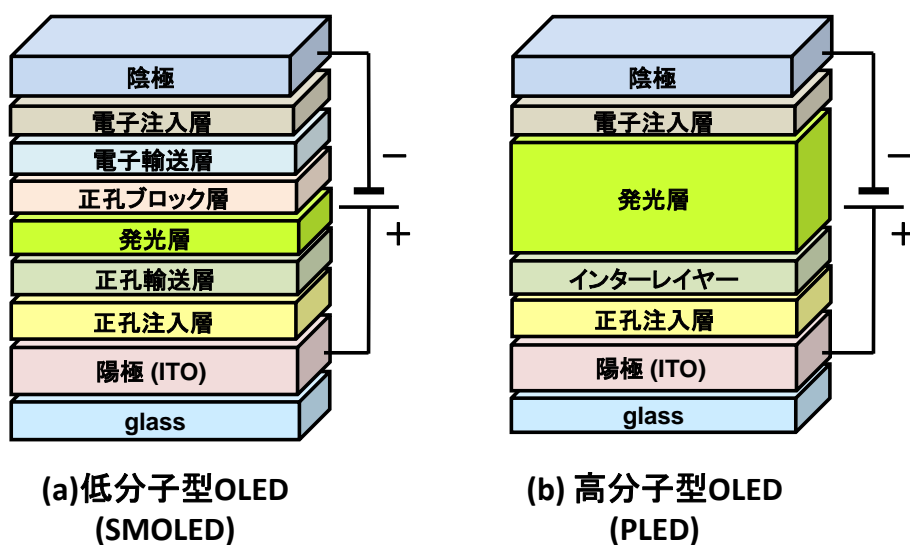 陰極
電子注入層
電子輸送層
正孔ブロック層
発光層
正孔輸送層
正孔注入層
陽極 (ITO)
glass
−
+
(a)低分子型OLED
(SMOLED)
陰極
電子注入層
発光層
インターレイヤー
正孔注入層
陽極 (ITO)
glass
−
+
(b) 高分子型OLED
(PLED)